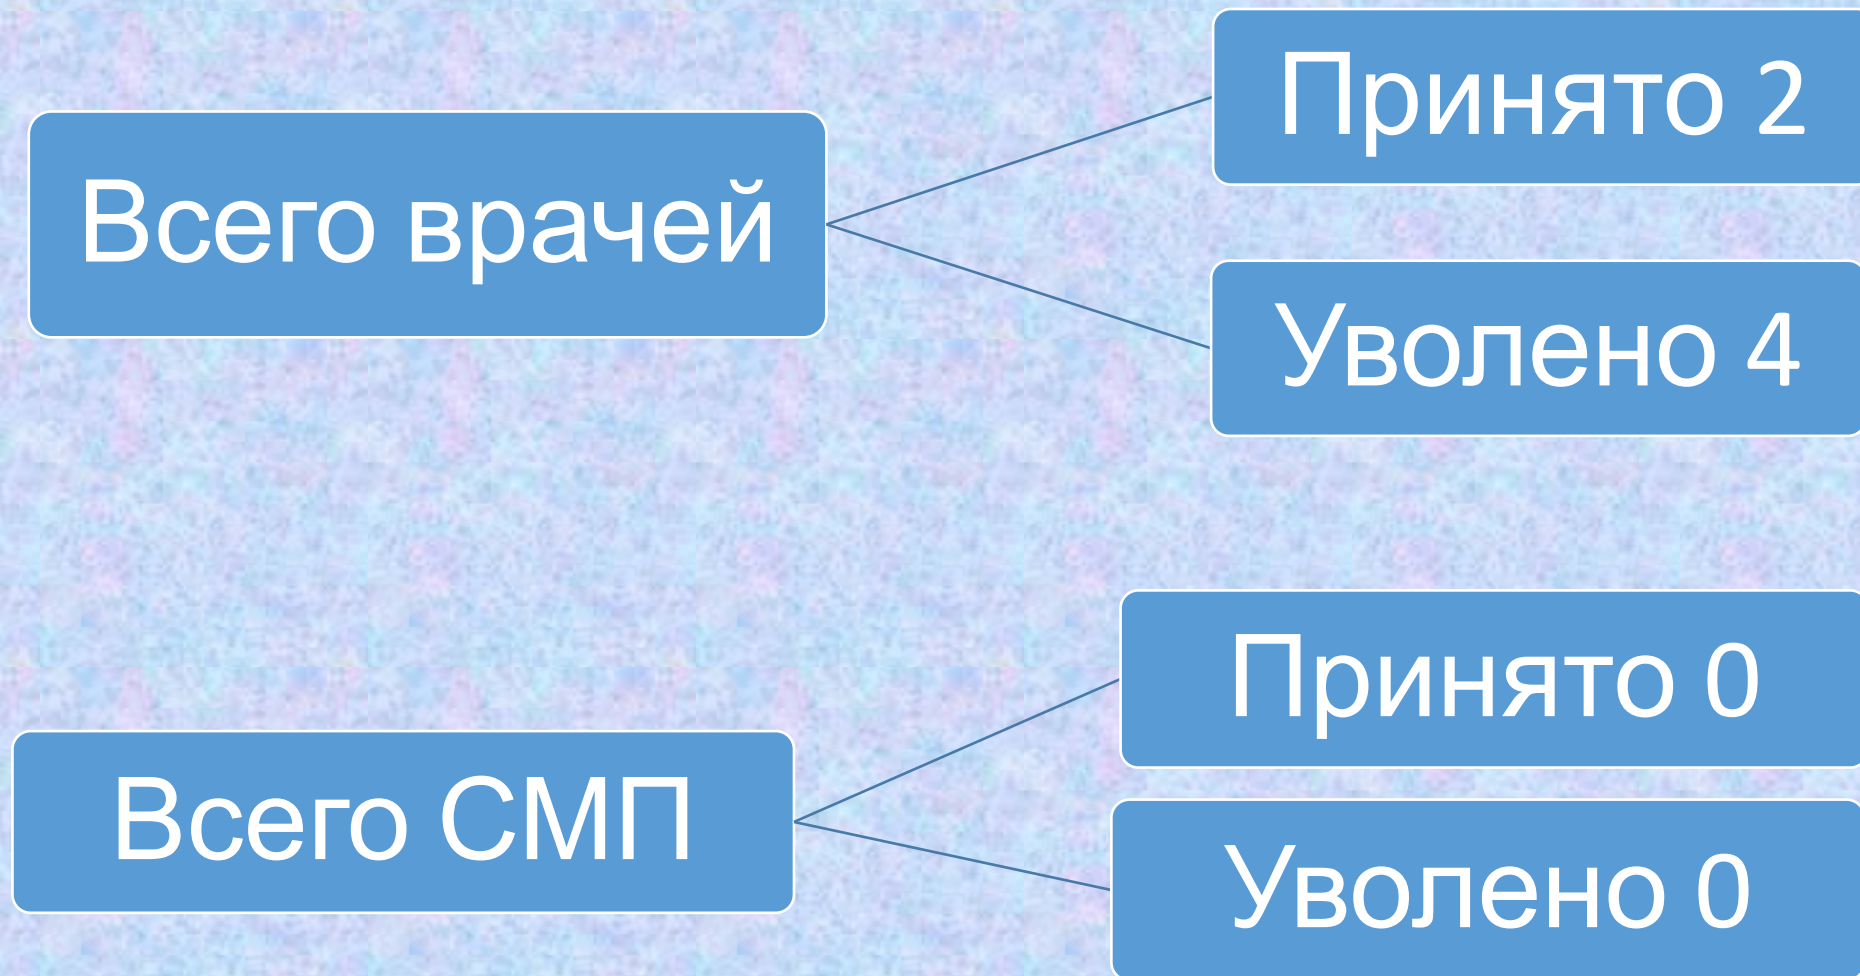 Всего врачей
Принято 2
Уволено 4
Всего СМП
Принято 0
Уволено 0